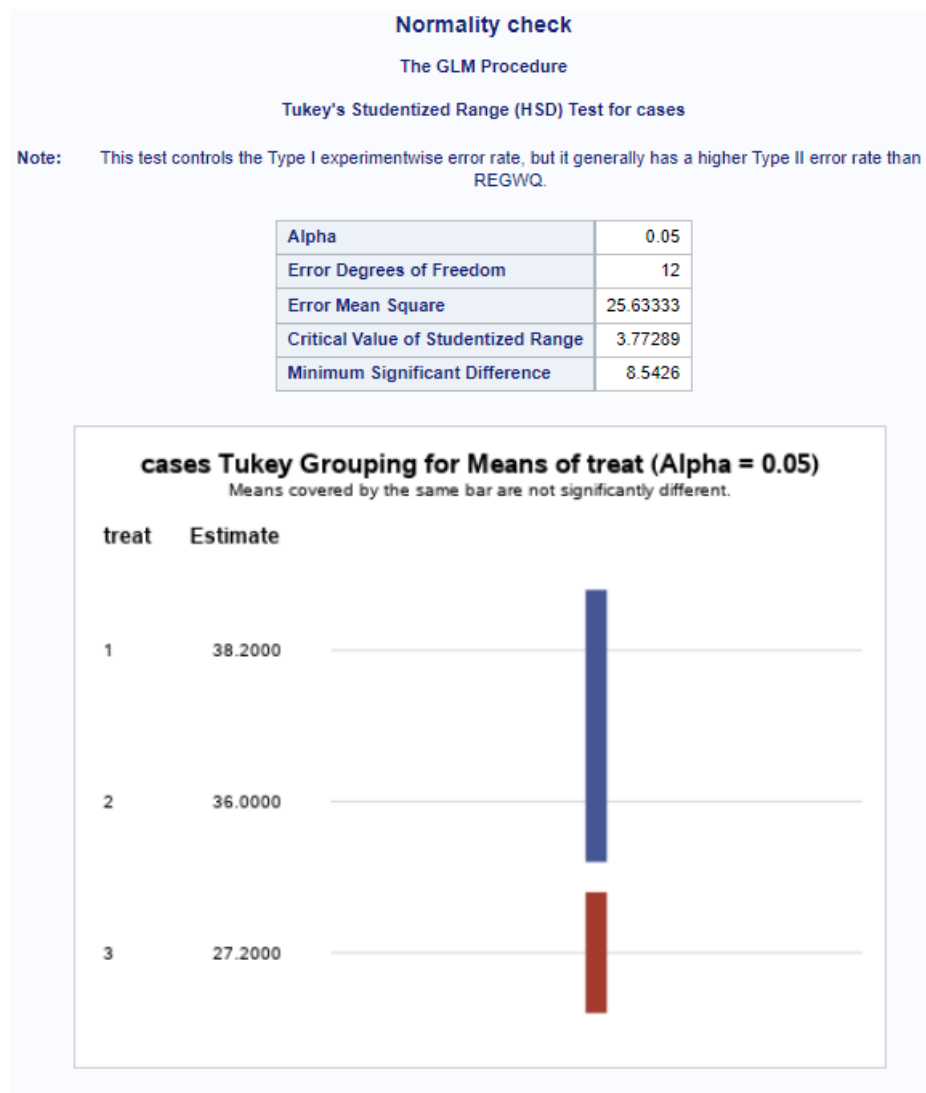 Normality check
The GLM Procedure
Tukey's Studentized Range (HSD) Test for cases
Note: This test controls the Type I experimentwise error rate, but it generally has a higher Type II error rate than
REGWQ.
Alpha 0.05
Error Degrees of Freedom 12
Error Mean Square 25.63333
Critical Value of Studentized Range 3.77289
Minimum Significant Difference 8.5426
cases Tukey Grouping for Means of treat (Alpha = 0.05)
Means covered by the same bar are not significantly different.
treat Estimate
1 38.2000
2 36.0000
3 27.2000